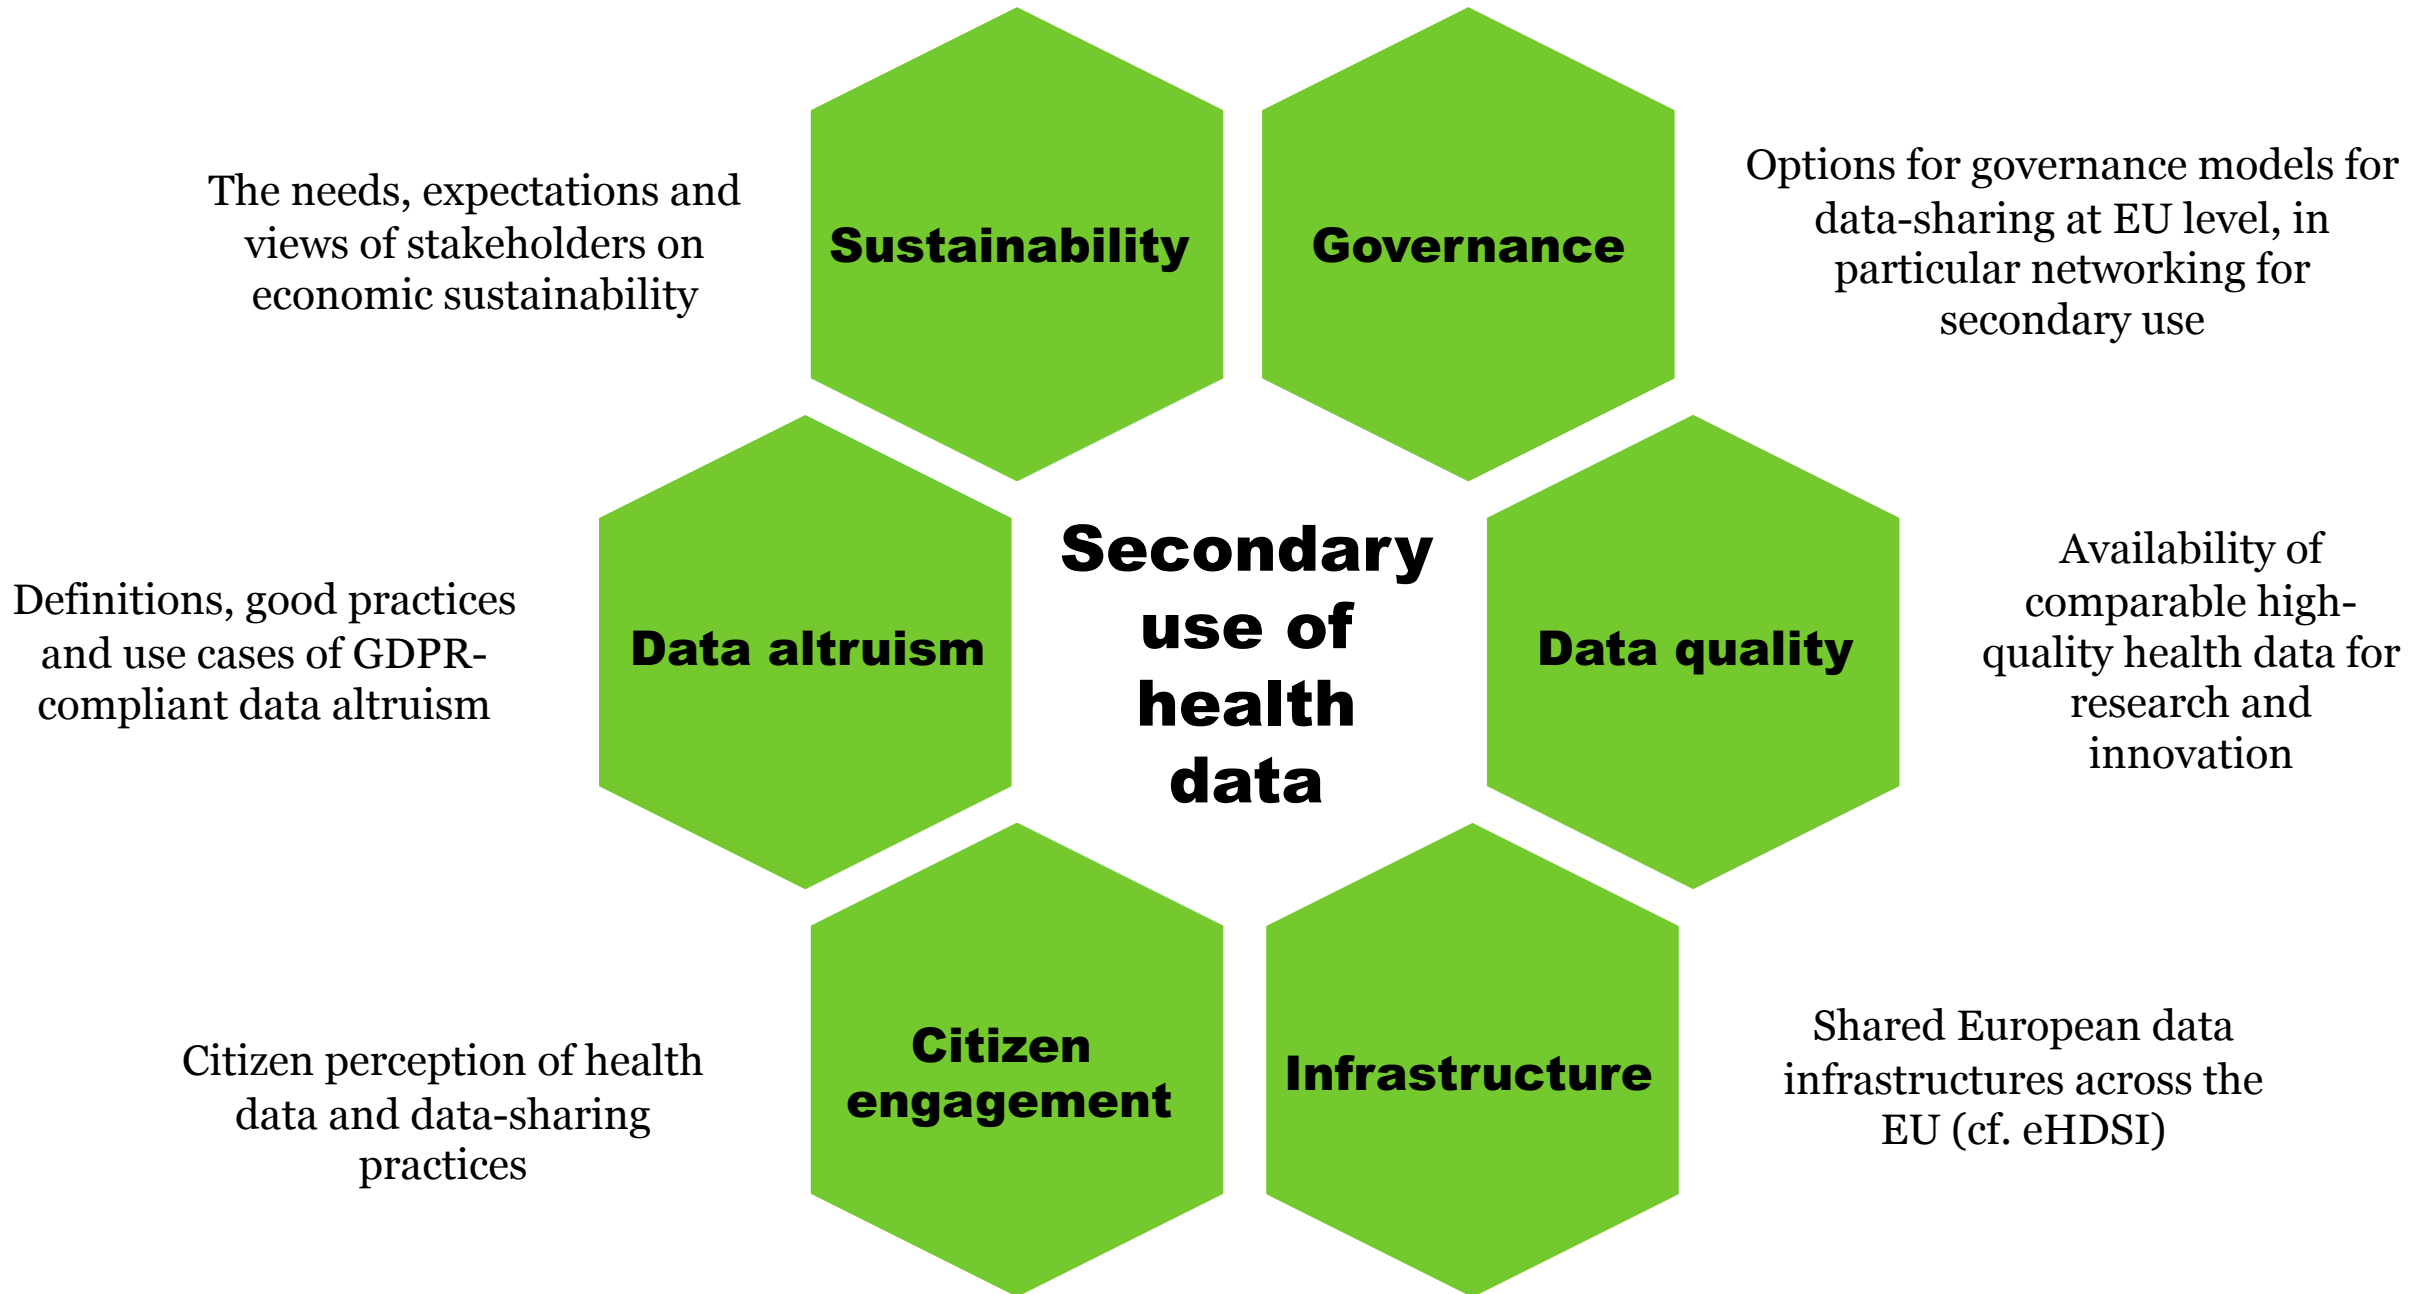 The needs, expectations and
views of stakeholders on
economic sustainability
Sustainability
Governance
Options for governance models for
data-sharing at EU level, in
particular networking for
secondary use
Definitions, good practices
and use cases of GDPR-
compliant data altruism
Data altruism
Secondary
use of
health
data
Data quality
Availability of
comparable high-
quality health data for
research and
innovation
Citizen perception of health
data and data-sharing
practices
Citizen
engagement
Infrastructure
Shared European data
infrastructures across the
EU (cf. eHDSI)